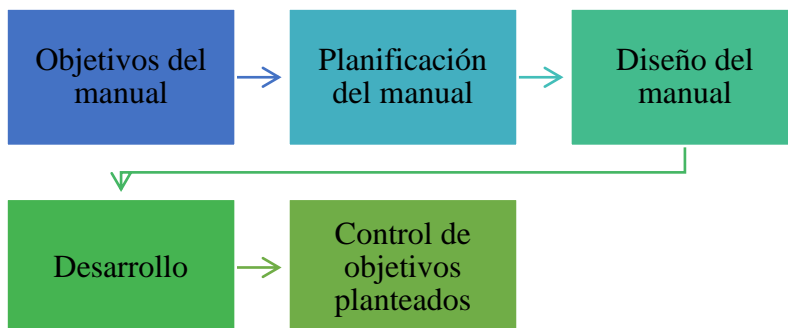 Objetivos del
manual
Planificación
del manual
Diseño del
manual
Desarrollo
Control de
objetivos
planteados